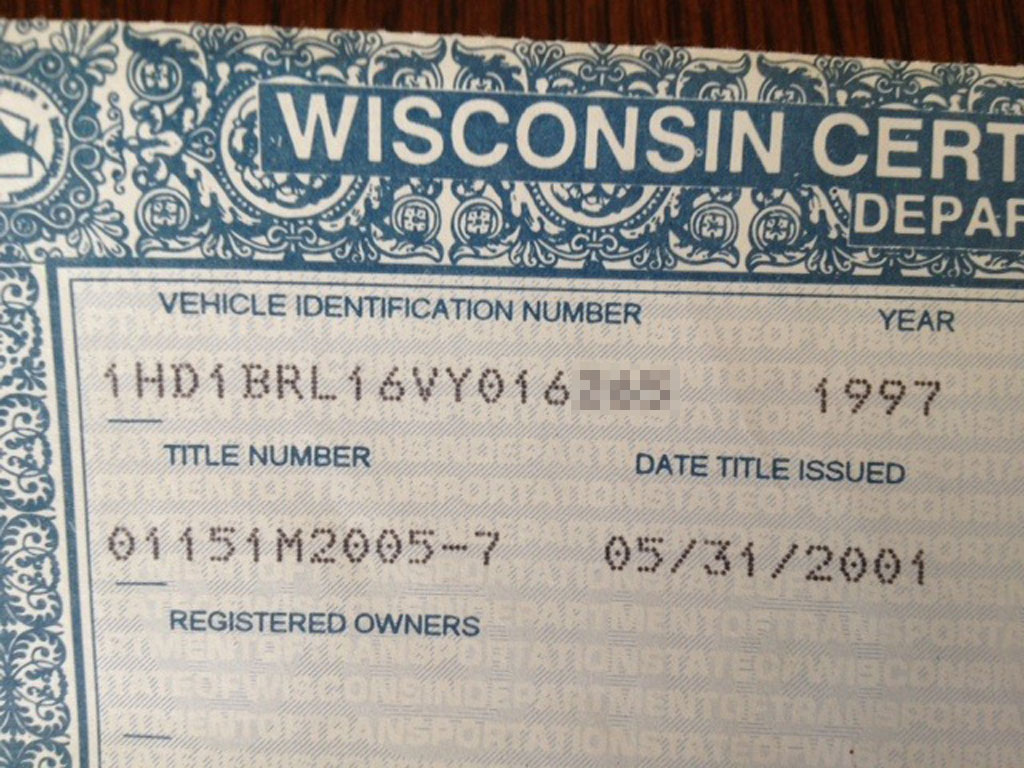 WISCONSIN CERT
DEPAR
VEHICLE IDENTIFICATION NUMBER YEAR
1HD1BRL16VY016 1997
TITLE NUMBER DATE TITLE ISSUED
01151M2005-7 05/31/2001
REGISTERED OWNERS